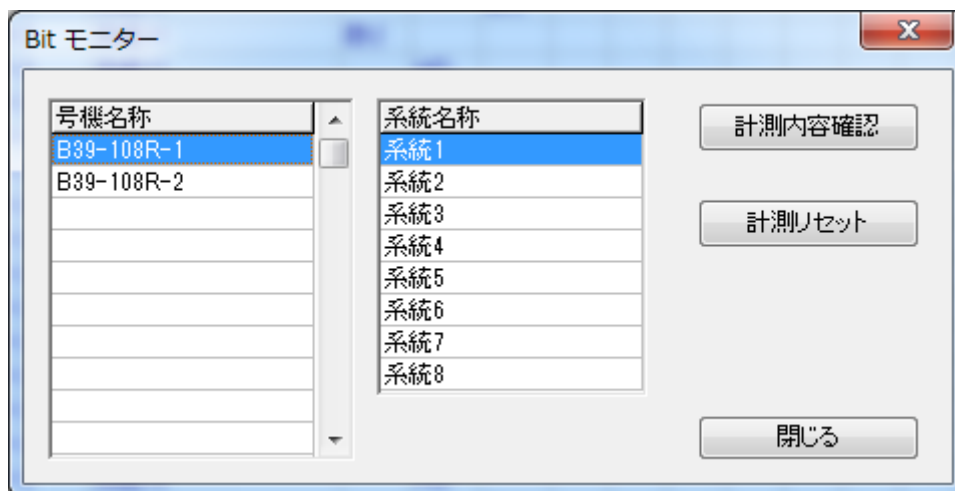 Bit モニター
号機名称
B39-108R-1
B39-108R-2
系統名称
系統1
系統2
系統3
系統4
系統5
系統6
系統7
系統8
計測内容確認
計測リセット
閉じる